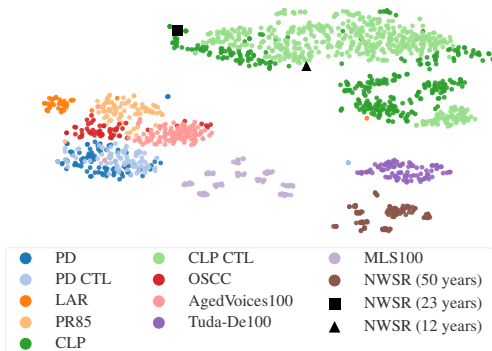 PD
PD CTL
LAR
PR85
CLP
CLP CTL
OSCC
AgedVoices100
Tuda-De100
MLS100
NWSR (50 years)
NWSR (23 years)
NWSR (12 years)